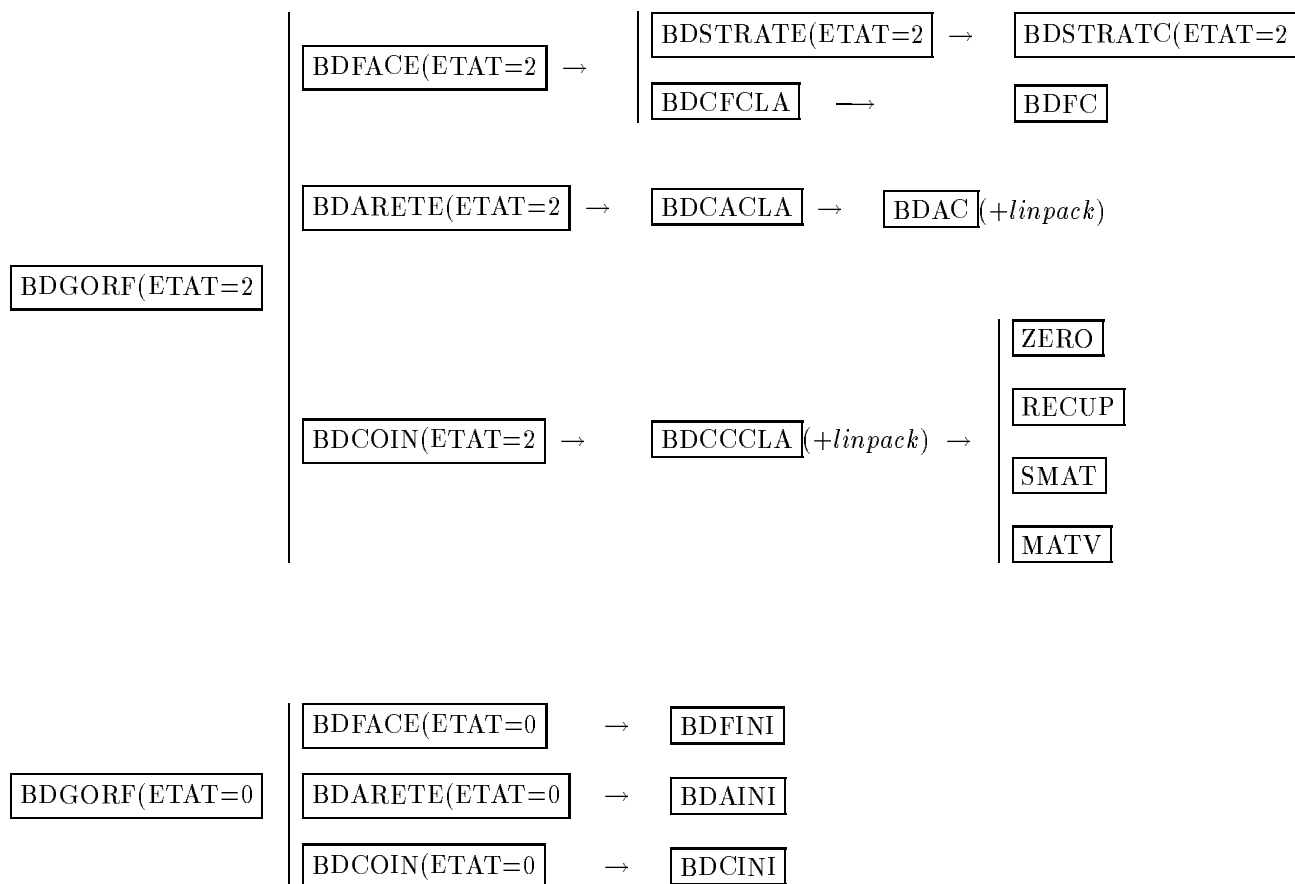 BDSTRATE(ETAT=2 → BDSTRATC(ETAT=2
BDFACE(ETAT=2 →
BDCFCLA ⟶ BDFC
BDARETE(ETAT=2 → BDCACLA → BDAC (+linpack)
BDGORF(ETAT=2
ZERO
RECUP
BDCOIN(ETAT=2 → BDCCCLA (+linpack) →
SMAT
MATV
BDFACE(ETAT=0 → BDFINI
BDGORF(ETAT=0 BDARETE(ETAT=0 → BDAINI
BDCOIN(ETAT=0 → BDCINI